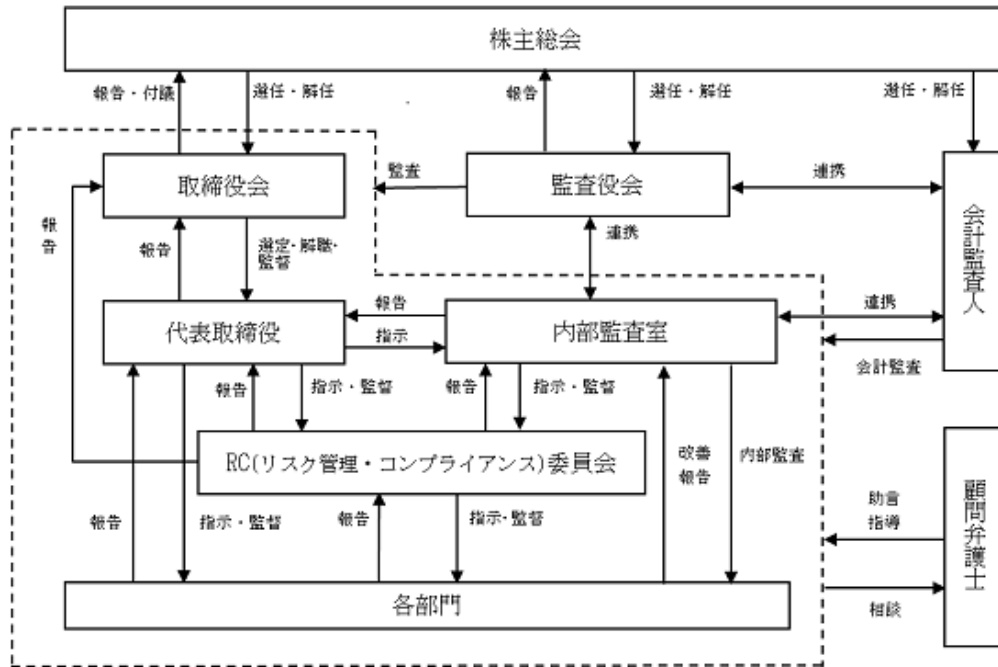 株主総会
報告・付議
選任・解任
報告
選任・解任
選任・解任
取締役会
監査
監査役会
連携
会計監査人
報告
報告
選定・解職・
監督
連携
代表取締役
報告
指示
内部監査室
連携
会計監査
報告
指示・監督
報告
指示・監督
RC(リスク管理・コンプライアンス)委員会
改善
報告
内部監査
顧問弁護士
報告
指示・監督
報告
指示・監督
助言
指導
相談
各部門